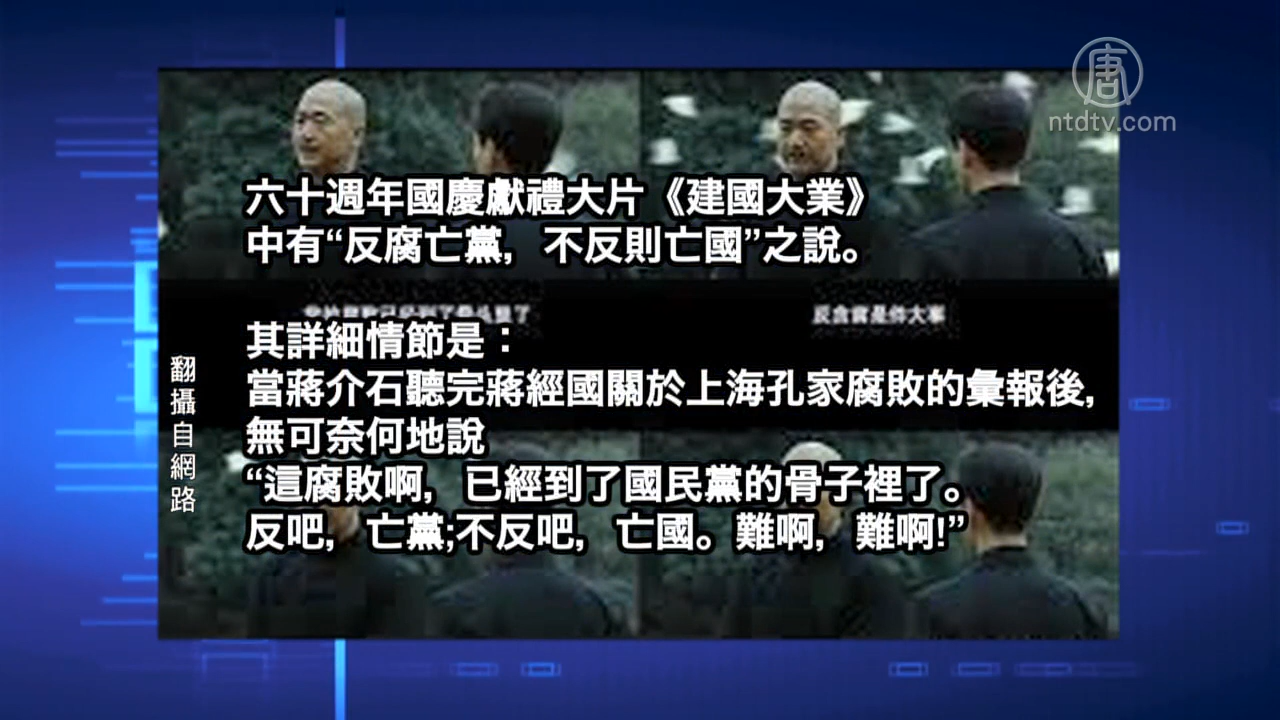 唐
ntdtv.com
六十週年國慶獻禮大片《建國大業》
中有“反腐亡黨，不反則亡國”之說。
反貪腐是件大事
其詳細情節是：
當蔣介石聽完蔣經國關於上海孔家腐敗的彙報後,
無可奈何地說
“這腐敗啊，已經到了國民黨的骨子裡了。
反吧，亡黨;不反吧，亡國。難啊，難啊!”
翻攝自網路